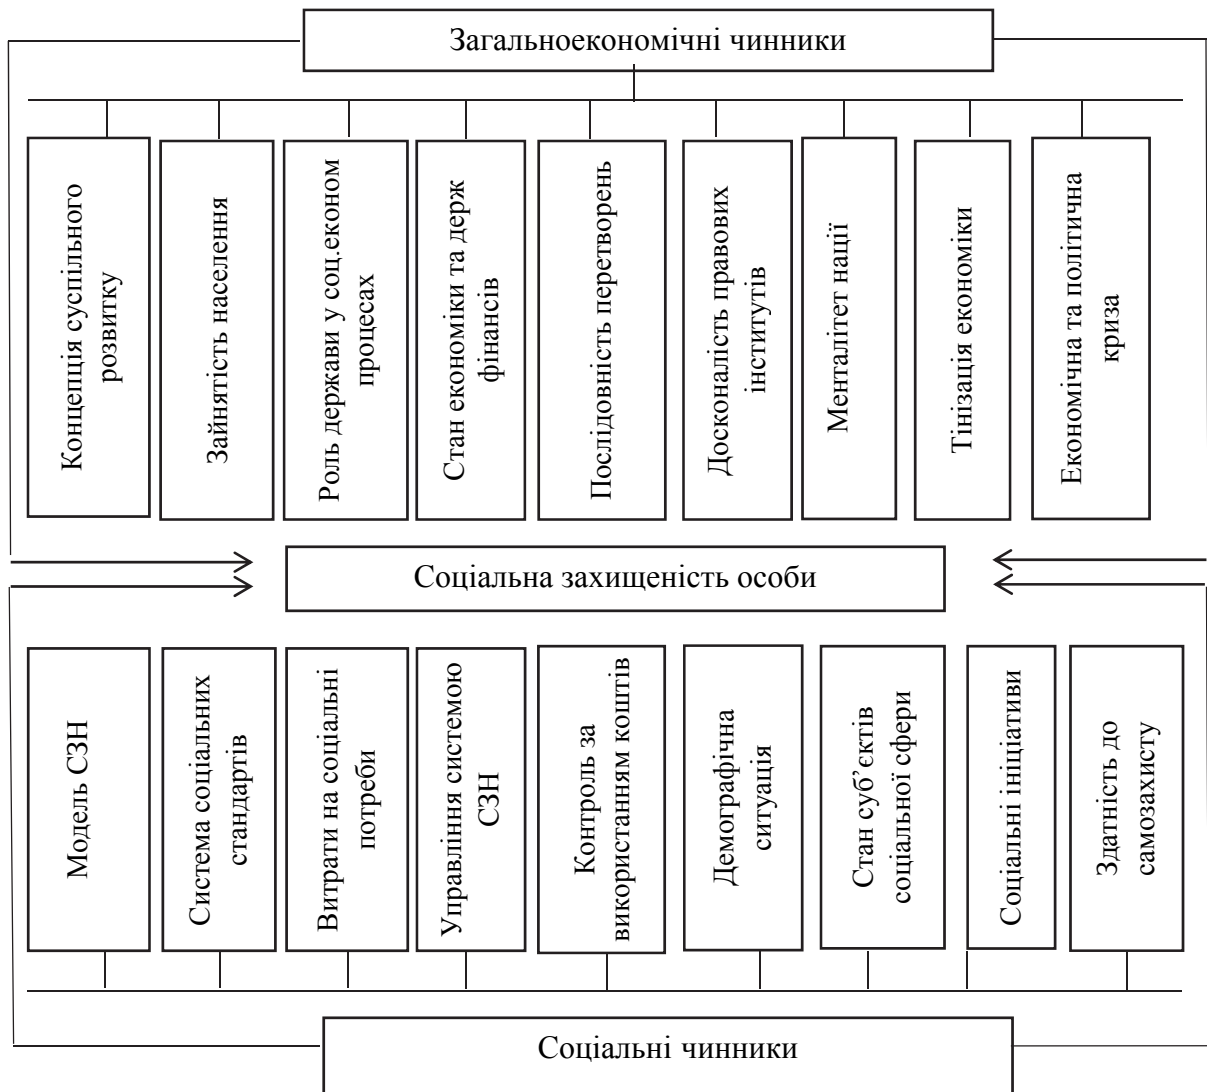 Загальноекономічні чинники
Концепція суспільного
розвитку
Зайнятість населення
Роль держави у соц.економ
процесах
Стан економіки та держ
фінансів
Послідовність перетворень
Досконалість правових
інститутів
Менталітет нації
Тінізація економіки
Економічна та політична
криза
Соціальна захищеність особи
Модель СЗН
Система соціальних
стандартів
Витрати на соціальні
потреби
Управління системою
СЗН
Контроль за
використанням коштів
Демографічна
ситуація
Стан суб’єктів
соціальної сфери
Соціальні ініціативи
Здатність до
самозахисту
Соціальні чинники